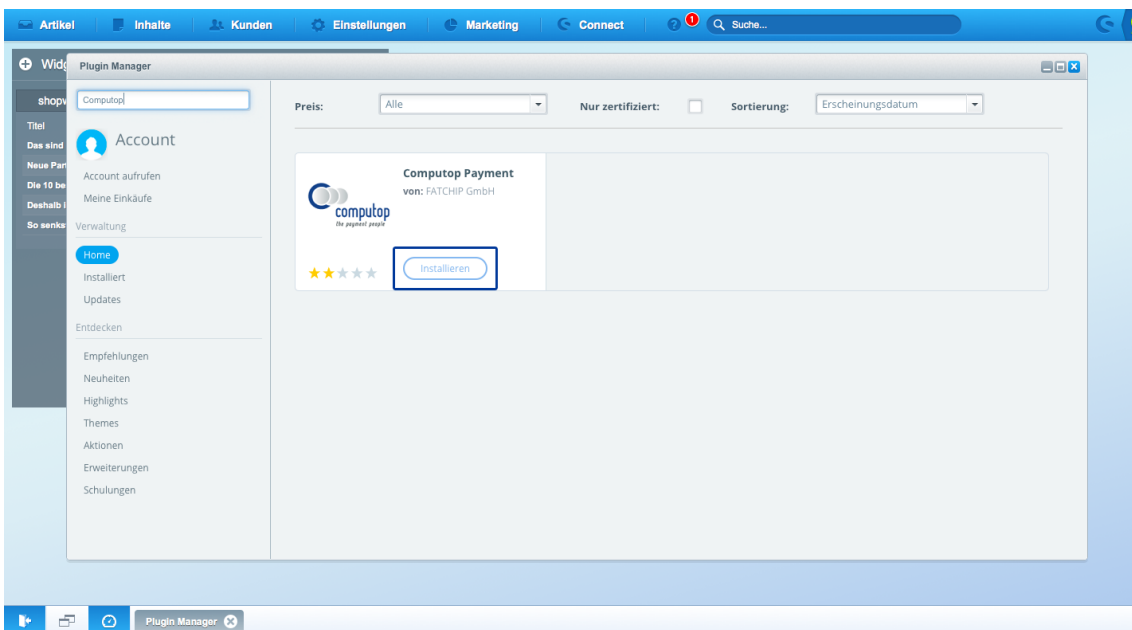 Artikel Inhalte Kunden Einstellungen Marketing Connect ? 1 Suche...
Widg
Plugin Manager
shopw
Computop
Preis: Alle Nur zertifiziert: Sortierung: Erscheinungsdatum
Titel
Das sind
Account
Neue Pan
Die 10 be
Account aufrufen
Deshalb i
Meine Einkäufe
So senks
Verwaltung
Home
Installiert
Updates
Entdecken
Empfehlungen
Neuheiten
Highlights
Themes
Aktionen
Erweiterungen
Schulungen
Computop Payment
von: FATCHIP GmbH
computop
the payment people
Installieren
Plugin Manager